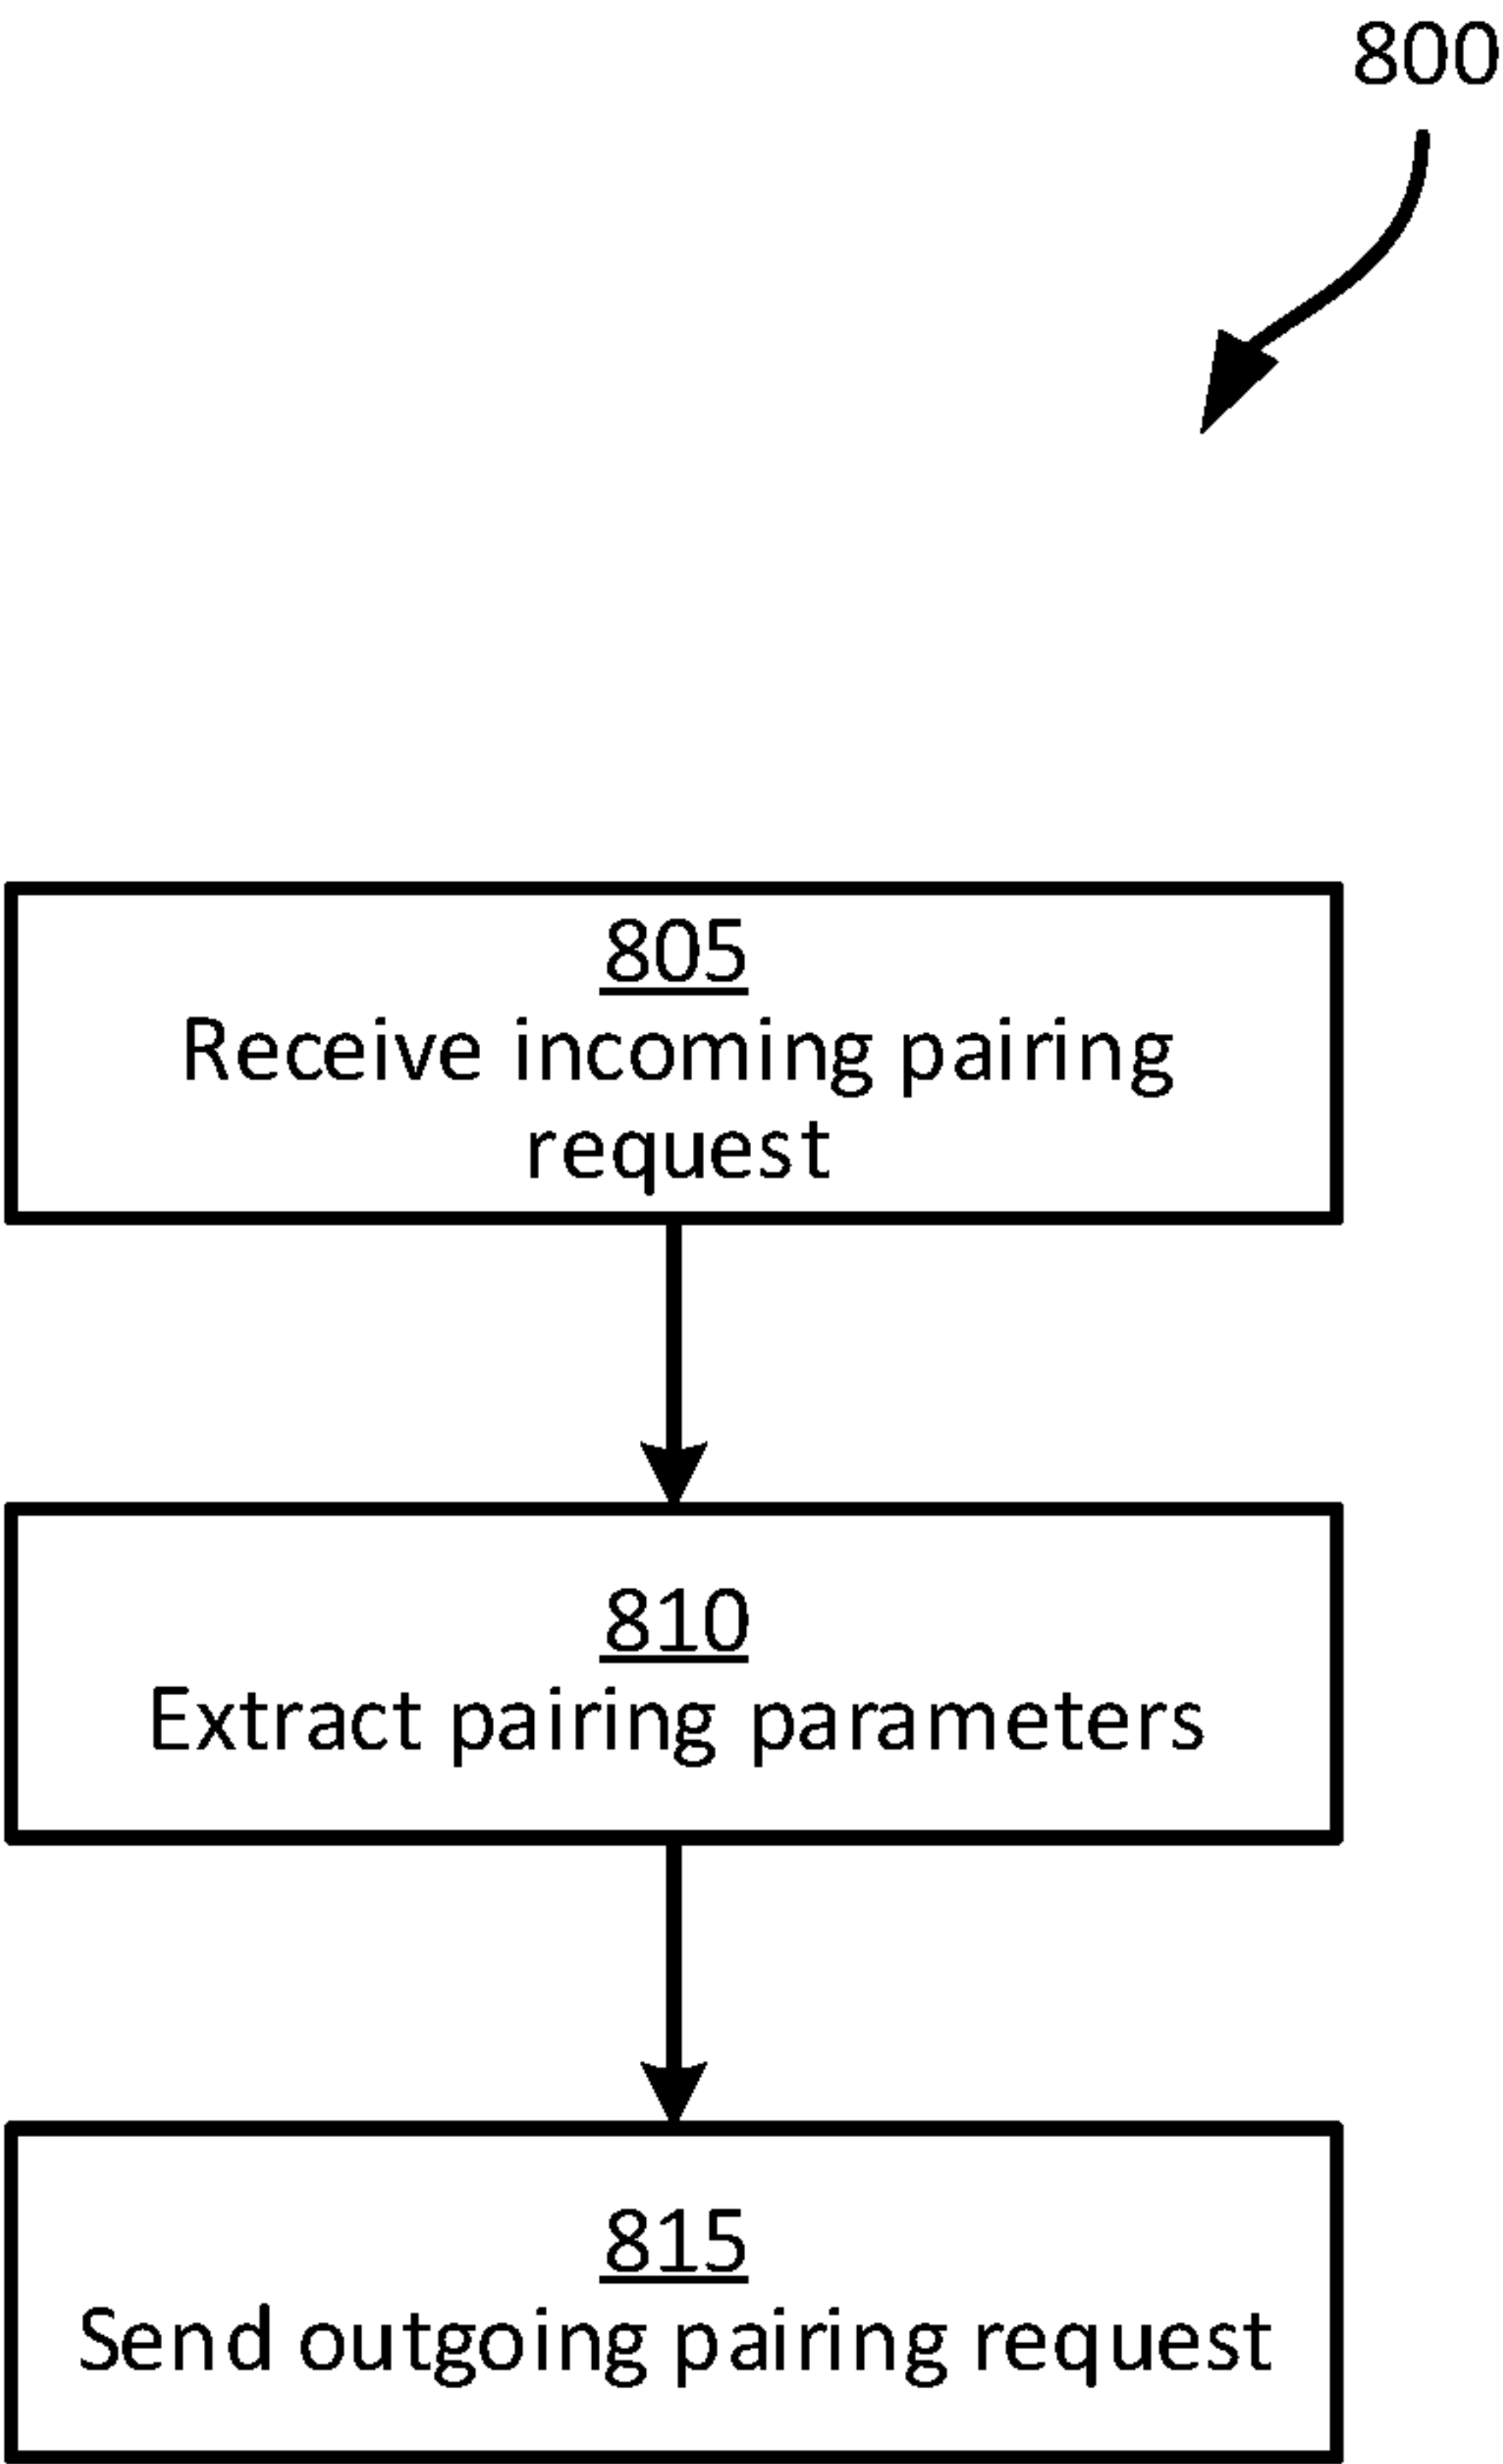 800
805
Receive incoming pairing
request
810
Extract pairing parameters
815
Send outgoing pairing request